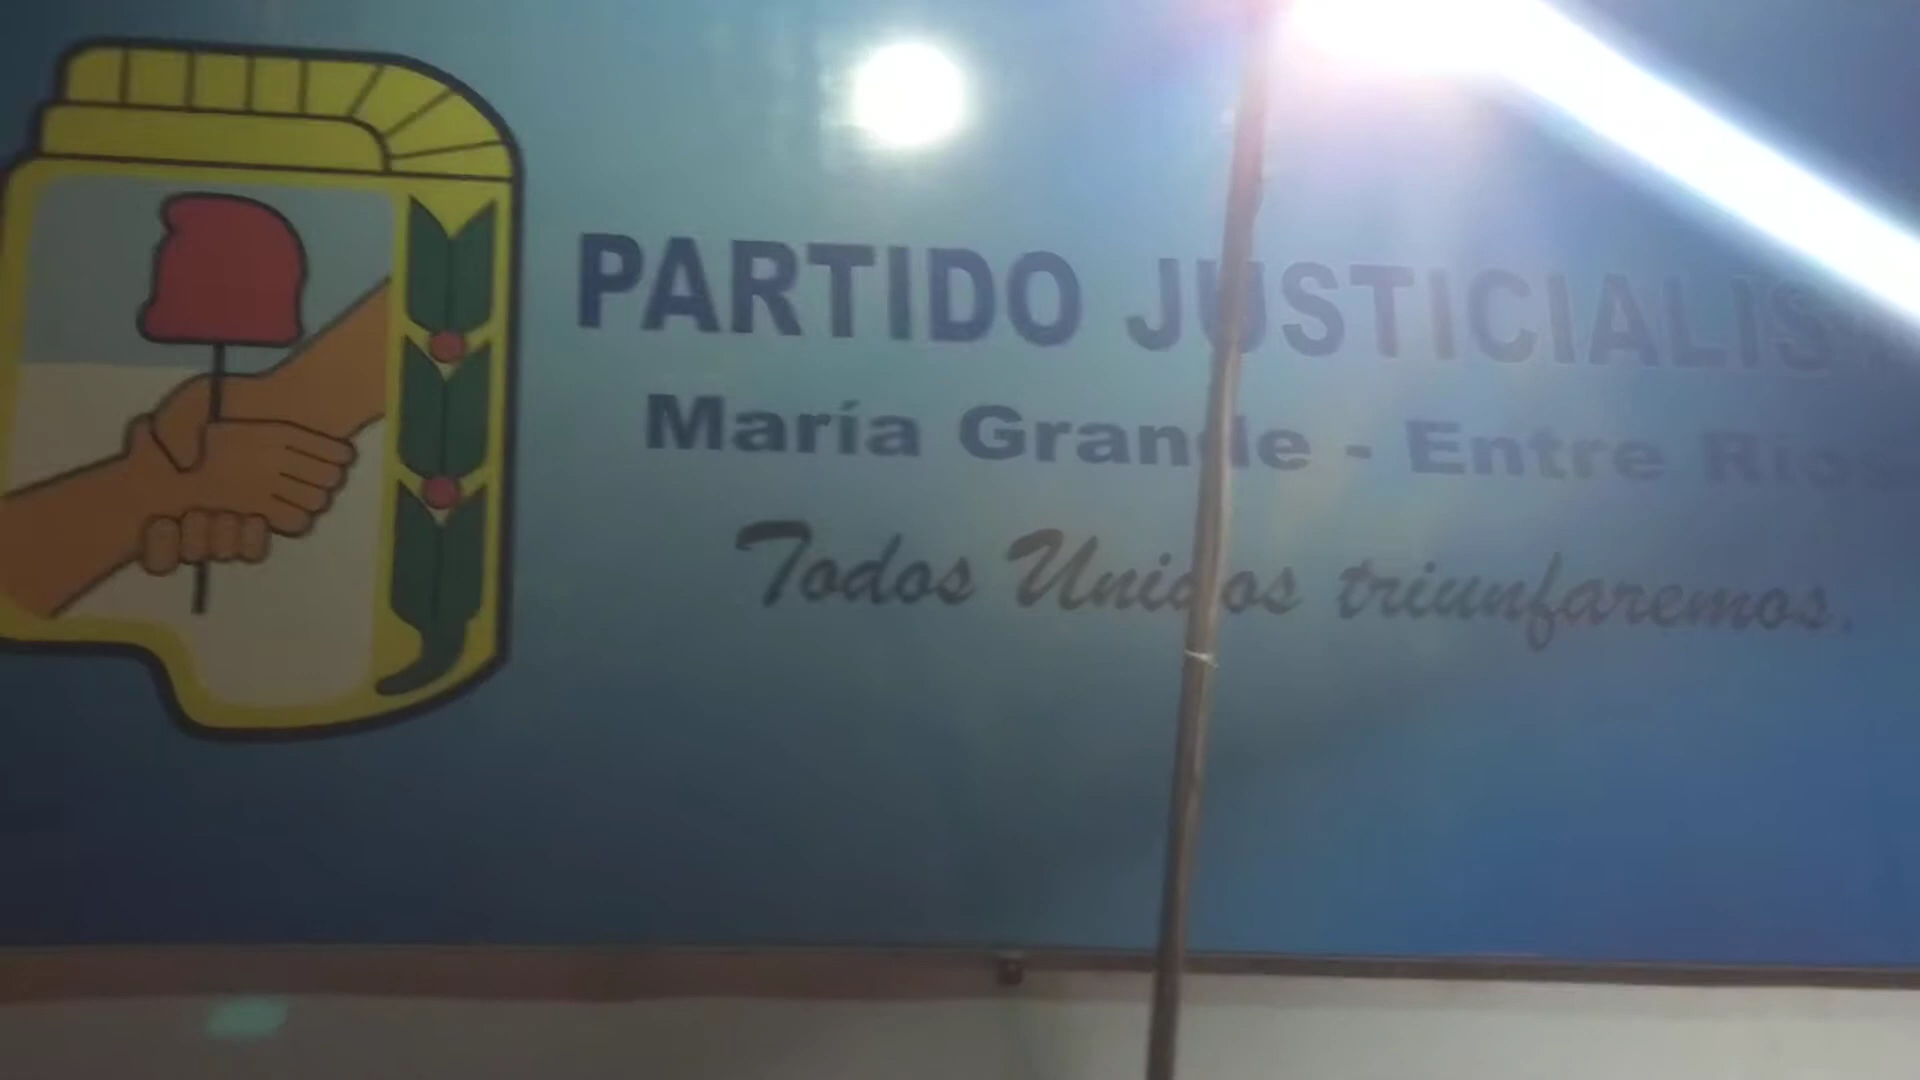 PARTIDO JUSTICIALISTA
María Grande - Entre Ríos
Todos Unidos triunfaremos.